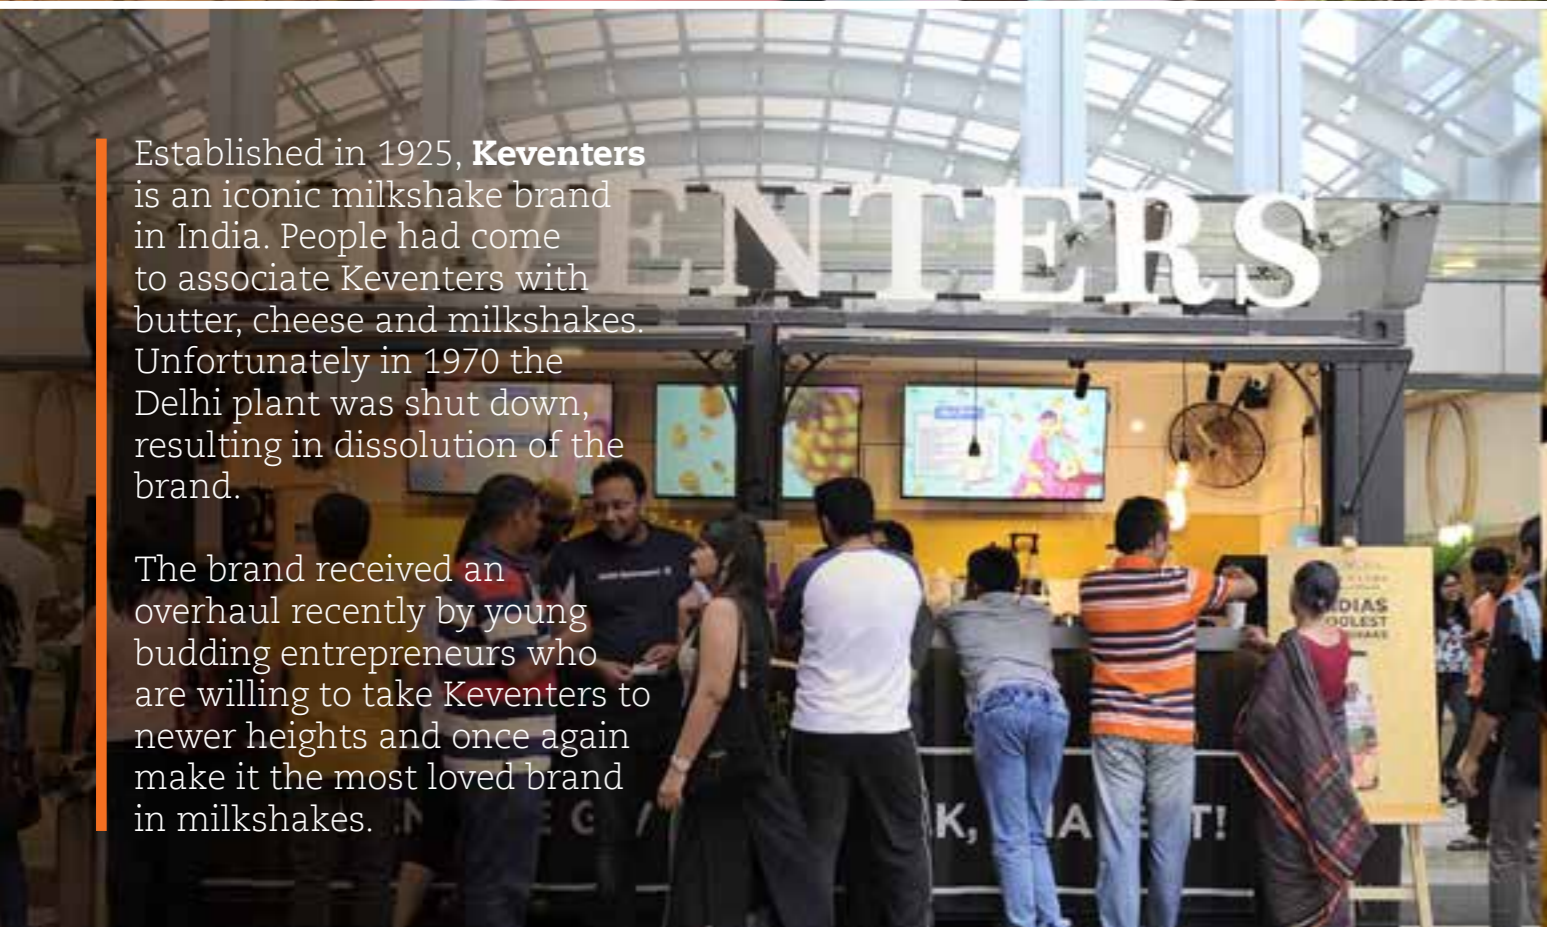 Established in 1925, Keventers
is an iconic milkshake brand
in India. People had come
to associate Keventers with
butter, cheese and milkshakes.
Unfortunately in 1970 the
Delhi plant was shut down,
resulting in dissolution of the
brand.
The brand received an
overhaul recently by young
budding entrepreneurs who
are willing to take Keventers to
newer heights and once again
make it the most loved brand
in milkshakes.
KEVENTERS